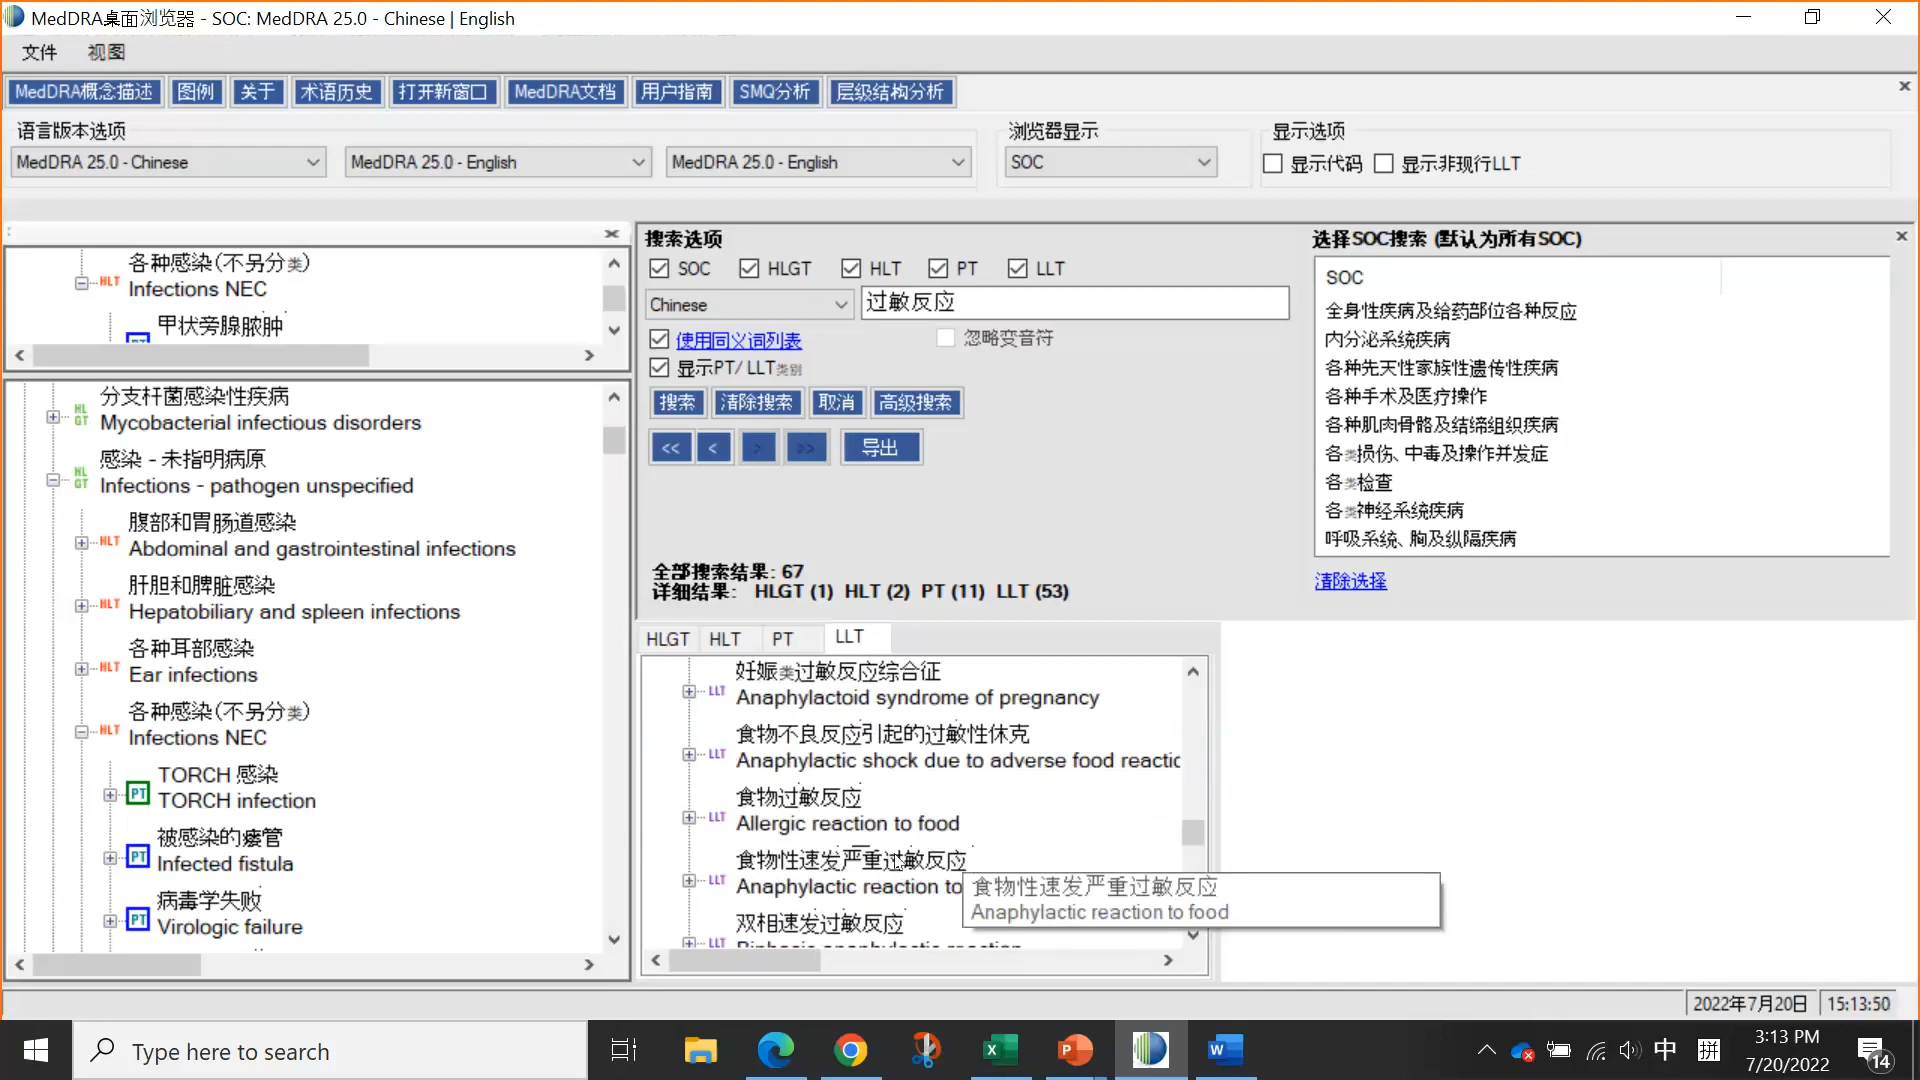 MedDRA桌面浏览器 - SOC: MedDRA 25.0 - Chinese | English
文件 视图
MedDRA概念描述 图例 关于 术语历史 打开新窗口 MedDRA文档 用户指南 SMQ分析 层级结构分析
语言版本选项 浏览器显示 显示选项
MedDRA 25.0 - Chinese MedDRA 25.0 - English MedDRA 25.0 - English SOC 显示代码 显示非现行LLT
各种感染(不另分类)
HLT Infections NEC
甲状旁腺脓肿
分支杆菌感染性疾病
HLGT Mycobacterial infectious disorders
感染 - 未指明病原
HLGT Infections - pathogen unspecified
腹部和胃肠道感染
HLT Abdominal and gastrointestinal infections
肝胆和脾脏感染
HLT Hepatobiliary and spleen infections
各种耳部感染
HLT Ear infections
各种感染(不另分类)
HLT Infections NEC
TORCH 感染
PT TORCH infection
被感染的瘘管
PT Infected fistula
病毒学失败
PT Virologic failure
搜索选项
SOC HLGT HLT PT LLT
Chinese 过敏反应
使用同义词列表 忽略变音符
显示PT/ LLT类别
搜索 清除搜索 取消 高级搜索
<< < > >> 导出
全部搜索结果: 67
详细结果: HLGT (1) HLT (2) PT (11) LLT (53)
选择SOC搜索 (默认为所有SOC)
SOC
全身性疾病及给药部位各种反应
内分泌系统疾病
各种先天性家族性遗传性疾病
各种手术及医疗操作
各种肌肉骨骼及结缔组织疾病
各类损伤、中毒及操作并发症
各类检查
各类神经系统疾病
呼吸系统、胸及纵隔疾病
清除选择
HLGT HLT PT LLT
妊娠类过敏反应综合征
LLT Anaphylactoid syndrome of pregnancy
食物不良反应引起的过敏性休克
LLT Anaphylactic shock due to adverse food reactic
食物过敏反应
LLT Allergic reaction to food
食物性速发严重过敏反应
LLT Anaphylactic reaction to
食物性速发严重过敏反应
Anaphylactic reaction to food
双相速发过敏反应
LLT Biphasic anaphylactic reaction
2022年7月20日 15:13:50
Type here to search
中 拼
3:13 PM
7/20/2022
14